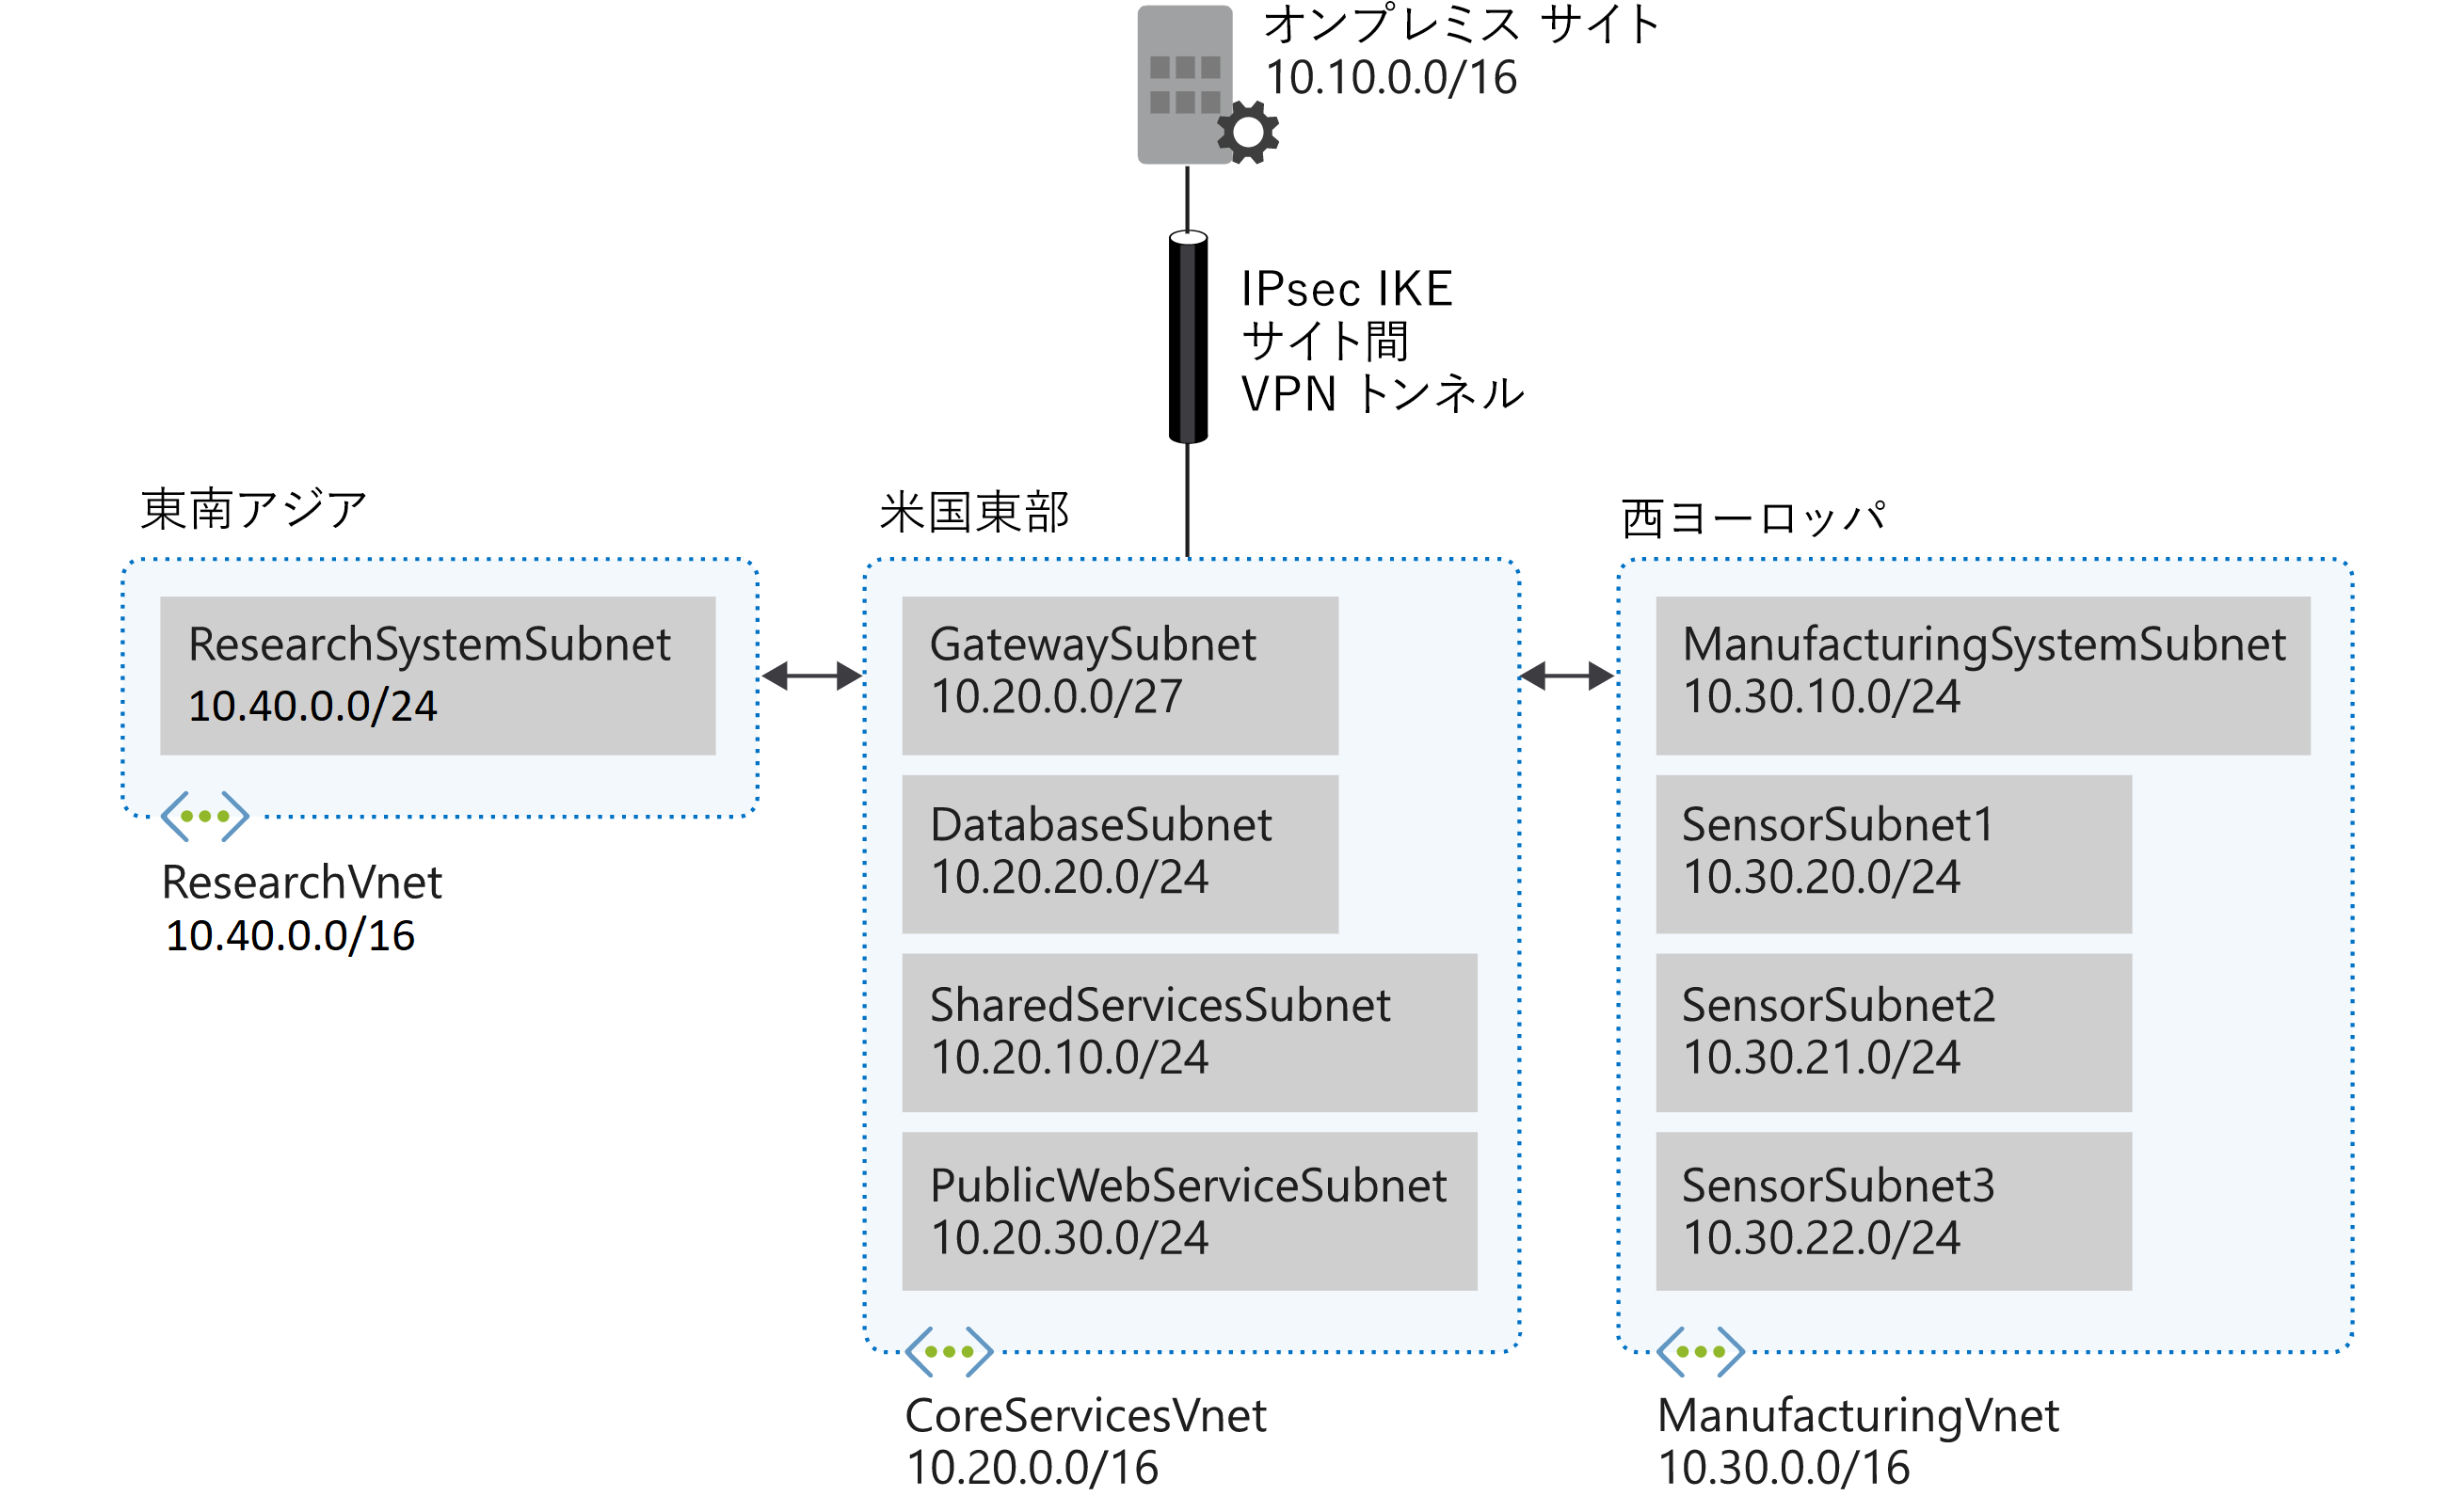 オンプレミス サイト
10.10.0.0/16
IPsec IKE
サイト間
VPN トンネル
東南アジア
ResearchSystemSubnet
10.40.0.0/24
ResearchVnet
10.40.0.0/16
米国東部
GatewaySubnet
10.20.0.0/27
DatabaseSubnet
10.20.20.0/24
SharedServicesSubnet
10.20.10.0/24
PublicWebServiceSubnet
10.20.30.0/24
CoreServicesVnet
10.20.0.0/16
西ヨーロッパ
ManufacturingSystemSubnet
10.30.10.0/24
SensorSubnet1
10.30.20.0/24
SensorSubnet2
10.30.21.0/24
SensorSubnet3
10.30.22.0/24
ManufacturingVnet
10.30.0.0/16